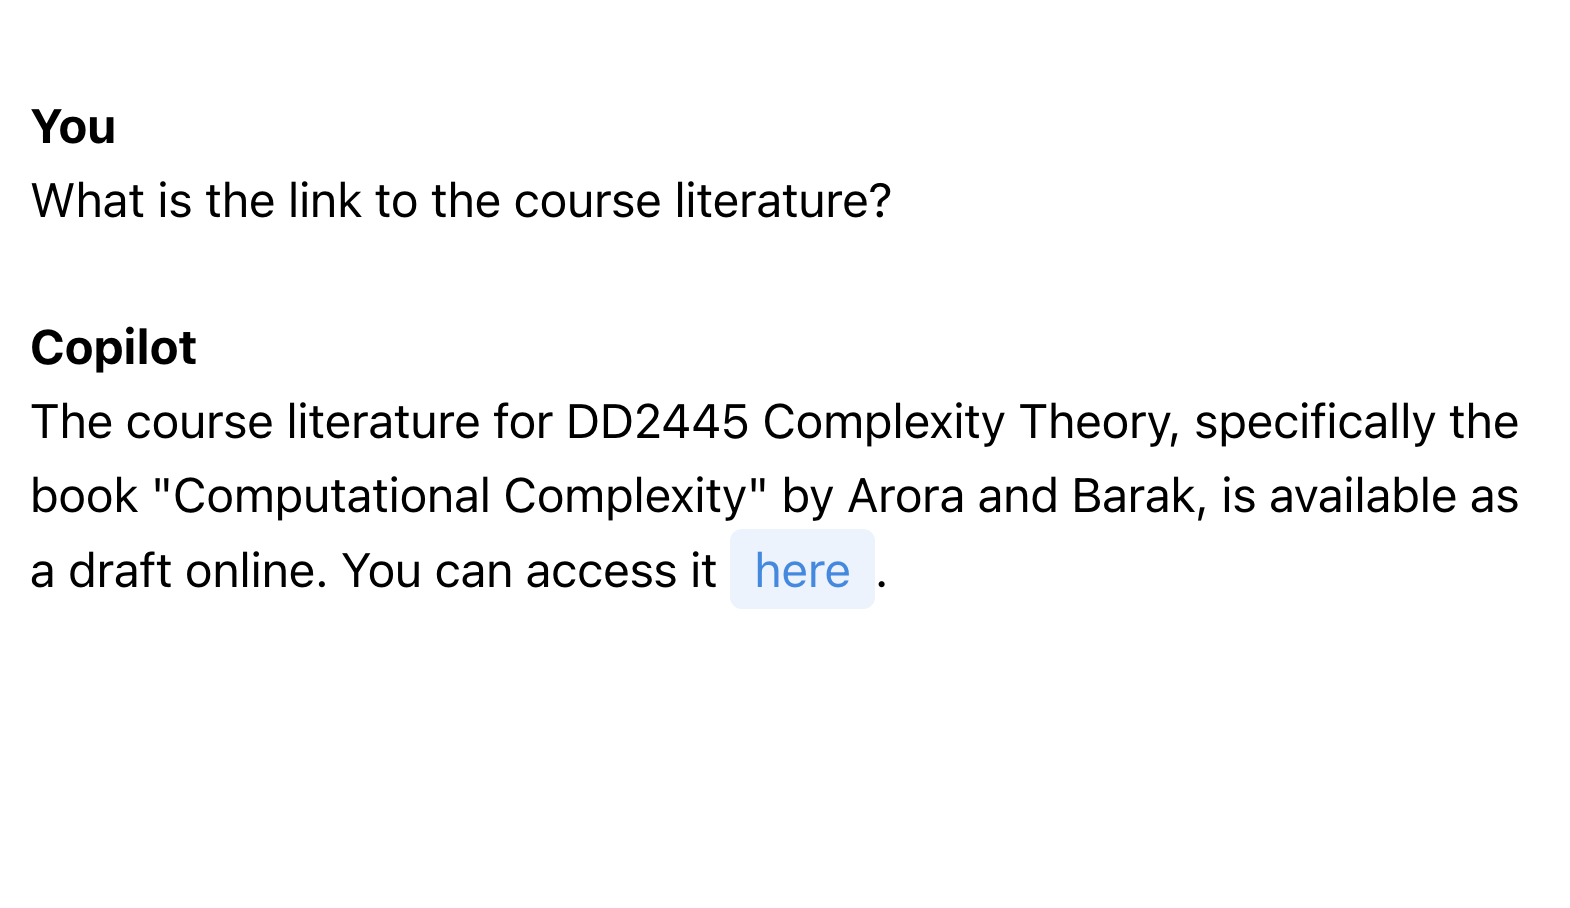 You
What is the link to the course literature?
Copilot
The course literature for DD2445 Complexity Theory, specifically the
book "Computational Complexity" by Arora and Barak, is available as
a draft online. You can access it here .